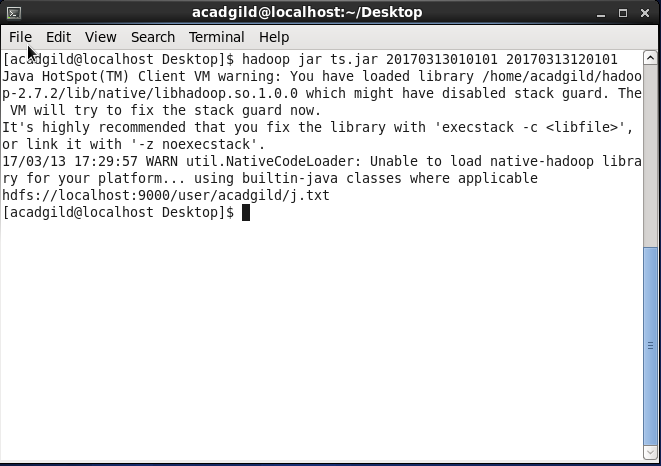 acadgild@localhost:~/Desktop
File Edit View Search Terminal Help
[acadgild@localhost Desktop]$ hadoop jar ts.jar 20170313010101 20170313120101
Java HotSpot(TM) Client VM warning: You have loaded library /home/acadgild/hadoo
p-2.7.2/lib/native/libhadoop.so.1.0.0 which might have disabled stack guard. The
 VM will try to fix the stack guard now.
It's highly recommended that you fix the library with 'execstack -c <libfile>',
or link it with '-z noexecstack'.
17/03/13 17:29:57 WARN util.NativeCodeLoader: Unable to load native-hadoop libra
ry for your platform... using builtin-java classes where applicable
hdfs://localhost:9000/user/acadgild/j.txt
[acadgild@localhost Desktop]$